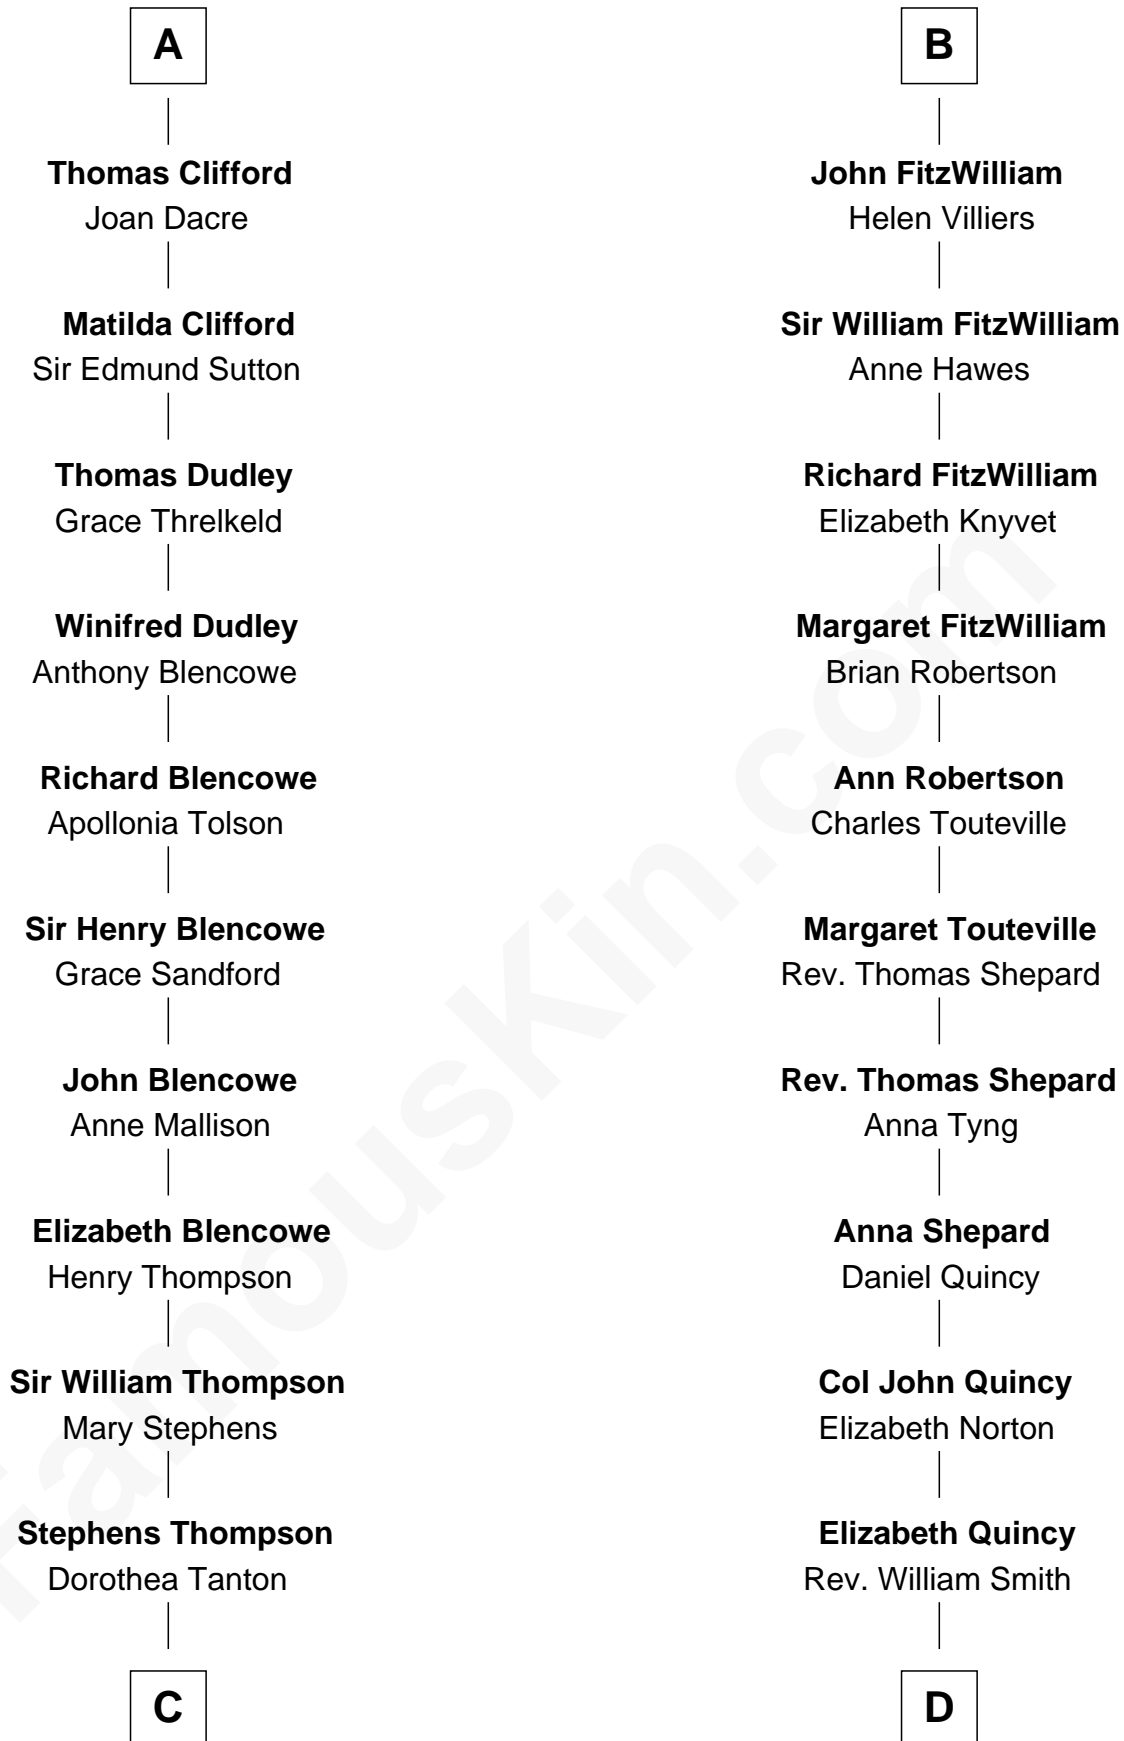 A
Thomas Clifford
Joan Dacre
Matilda Clifford
Sir Edmund Sutton
Thomas Dudley
Grace Threlkeld
Winifred Dudley
Anthony Blencowe
Richard Blencowe
Apollonia Tolson
Sir Henry Blencowe
Grace Sandford
John Blencowe
Anne Mallison
Elizabeth Blencowe
Henry Thompson
Sir William Thompson
Mary Stephens
Stephens Thompson
Dorothea Tanton
C
B
John FitzWilliam
Helen Villiers
Sir William FitzWilliam
Anne Hawes
Richard FitzWilliam
Elizabeth Knyvet
Margaret FitzWilliam
Brian Robertson
Ann Robertson
Charles Touteville
Margaret Touteville
Rev. Thomas Shepard
Rev. Thomas Shepard
Anna Tyng
Anna Shepard
Daniel Quincy
Col John Quincy
Elizabeth Norton
Elizabeth Quincy
Rev. William Smith
D
FamousKin.com